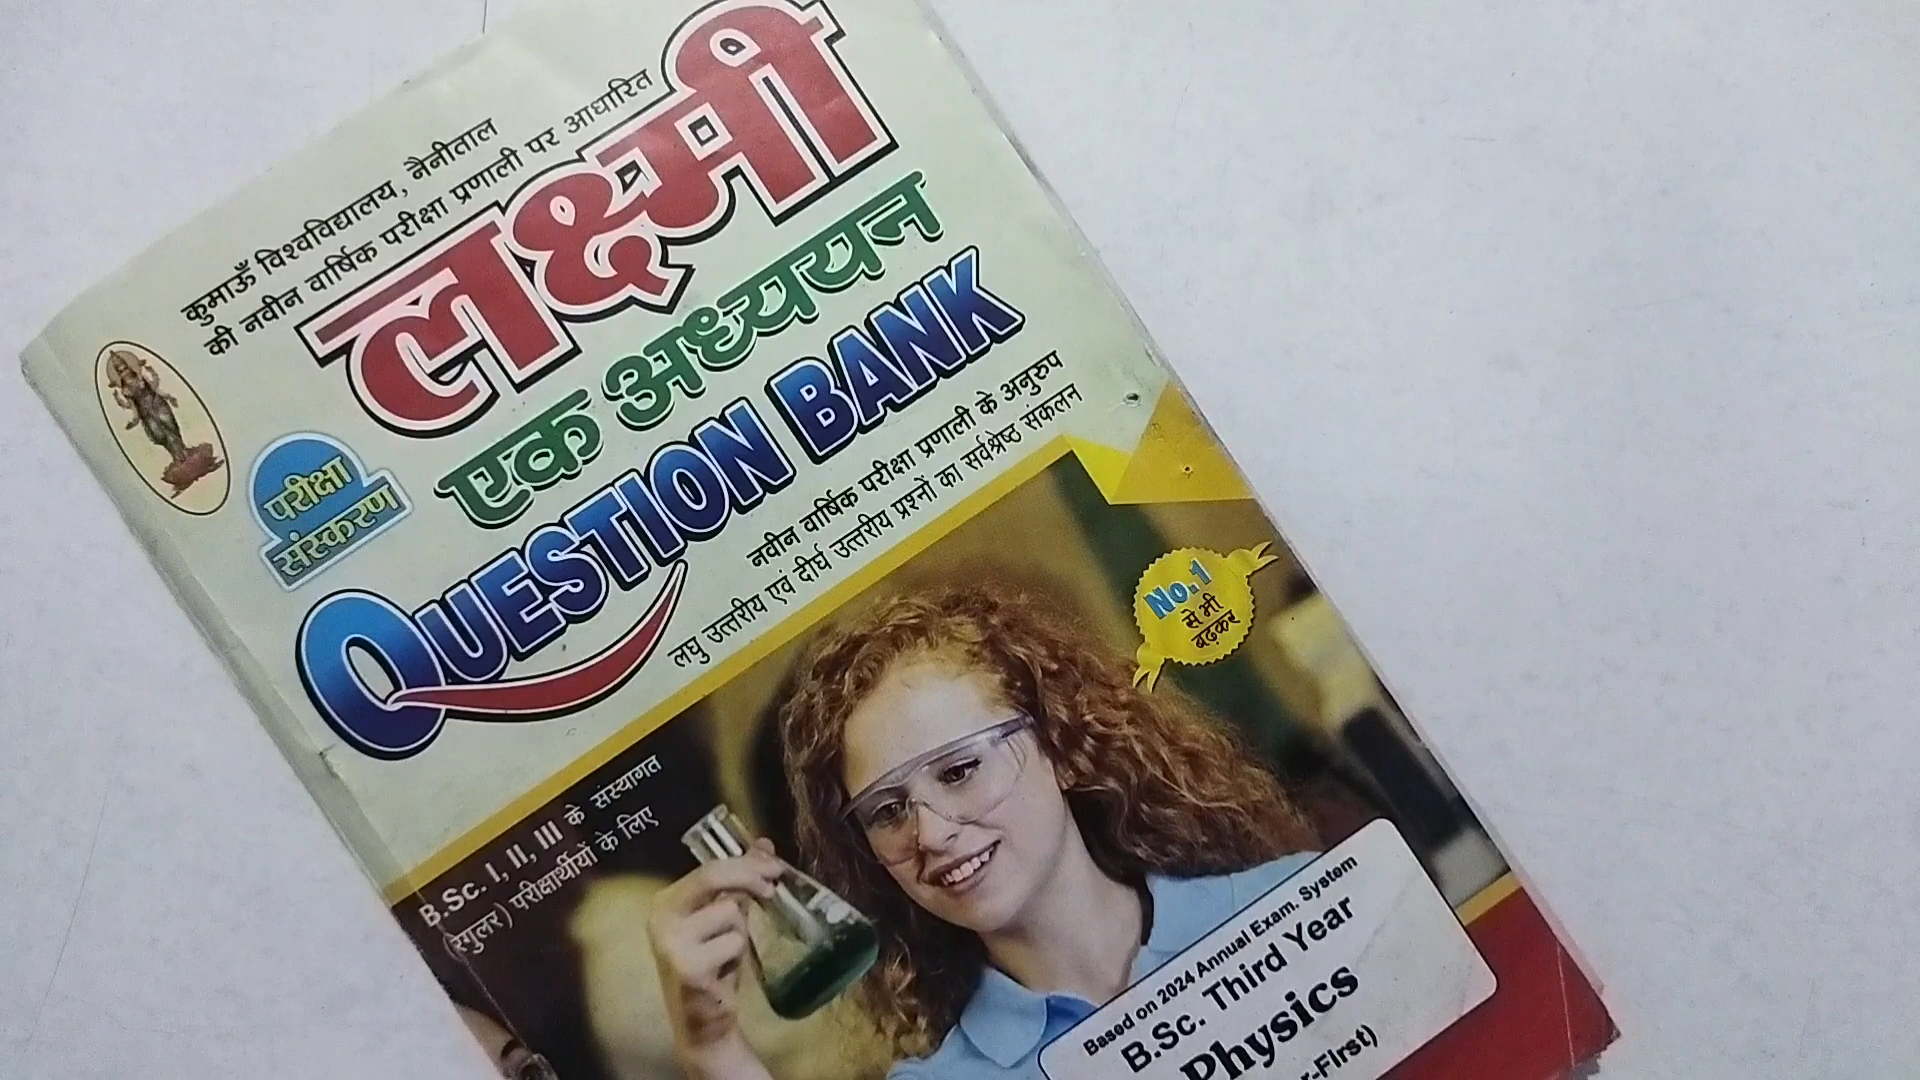 कुमाऊँ विश्वविद्यालय, नैनीताल
की नवीन वार्षिक परीक्षा प्रणाली पर आधारित
लक्ष्मी
एक अध्ययन
परीक्षा
संस्करण
QUESTION BANK
नवीन वार्षिक परीक्षा प्रणाली के अनुरुप
लघु उत्तरीय एवं दीर्घ उत्तरीय प्रश्नों का सर्वश्रेष्ठ संकलन
No.1
से भी
बढ़कर
B.Sc. I, II, III के संस्थागत
(रेगुलर) परीक्षार्थीयों के लिए
Based on 2024 Annual Exam. System
B.Sc. Third Year
Physics
r-First)